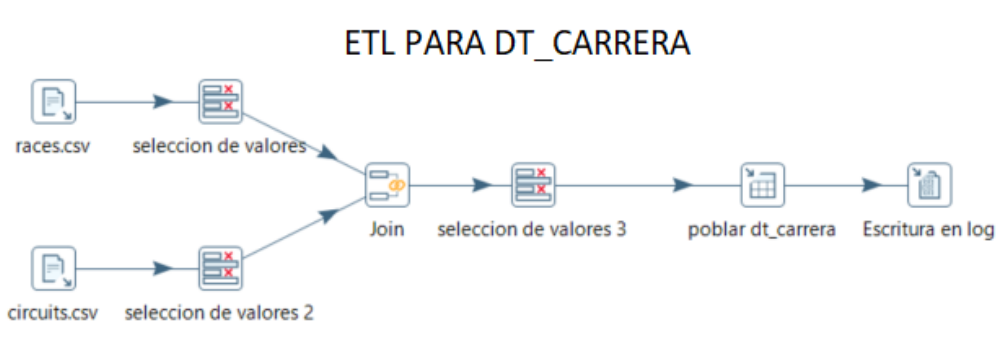 ETL PARA DT_CARRERA
races.csv
seleccion de valores
Join
seleccion de valores 3
poblar dt_carrera
Escritura en log
circuits.csv
seleccion de valores 2